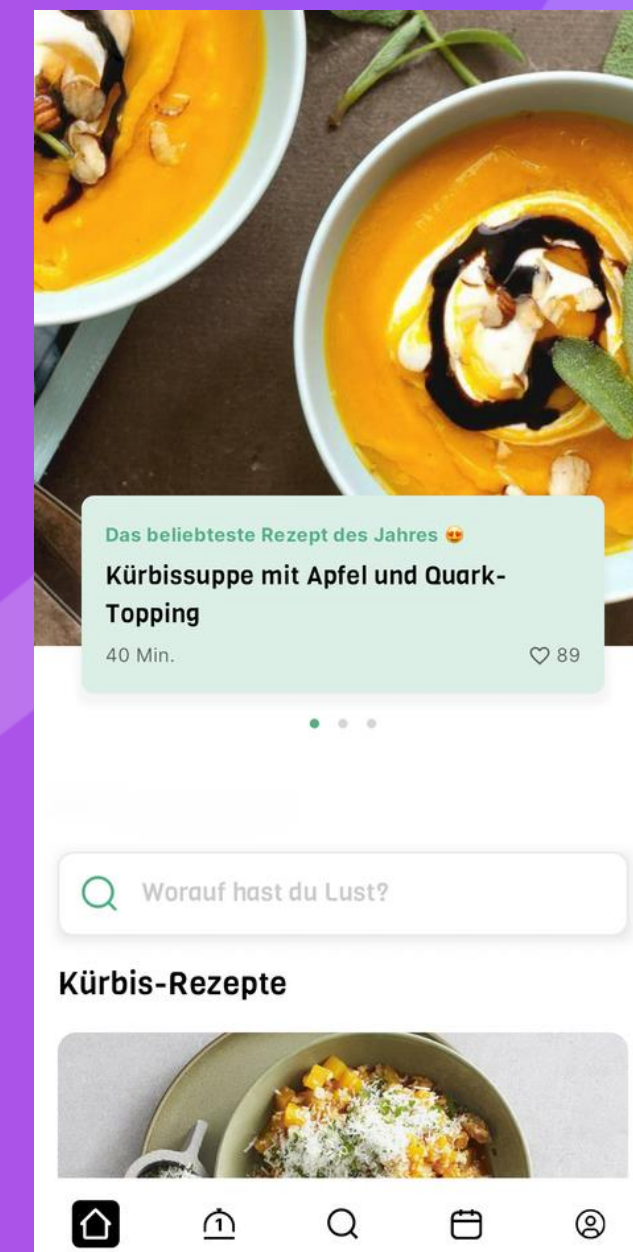 Das beliebteste Rezept des Jahres 😍
Kürbissuppe mit Apfel und Quark-
Topping
40 Min.
89
Worauf hast du Lust?
Kürbis-Rezepte
1